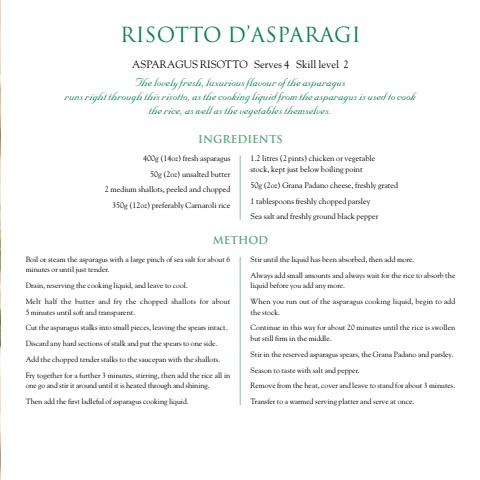 RISOTTO D'ASPARAGI
ASPARAGUS RISOTTO Serves 4 Skill level 2
The lovely fresh, luxurious flavour of the asparagus
runs right through this risotto, as the cooking liquid from the asparagus is used to cook
the rice, as well as the vegetables themselves.
INGREDIENTS
400g (14oz) fresh asparagus
50g (2oz) unsalted butter
2 medium shallots, peeled and chopped
350g (12oz) preferably Carnaroli rice
1.2 litres (2 pints) chicken or vegetable
stock, kept just below boiling point
50g (2oz) Grana Padano cheese, freshly grated
1 tablespoons freshly chopped parsley
Sea salt and freshly ground black pepper
METHOD
Boil or steam the asparagus with a large pinch of sea salt for about 6
minutes or until just tender.
Drain, reserving the cooking liquid, and leave to cool.
Melt half the butter and fry the chopped shallots for about
5 minutes until soft and transparent.
Cut the asparagus stalks into small pieces, leaving the spears intact.
Discard any hard sections of stalk and put the spears to one side.
Add the chopped tender stalks to the saucepan with the shallots.
Fry together for a further 3 minutes, stirring, then add the rice all in
one go and stir it around until it is heated through and shining.
Then add the first ladleful of asparagus cooking liquid.
Stir until the liquid has been absorbed, then add more.
Always add small amounts and always wait for the rice to absorb the
liquid before you add any more.
When you run out of the asparagus cooking liquid, begin to add
the stock.
Continue in this way for about 20 minutes until the rice is swollen
but still firm in the middle.
Stir in the reserved asparagus spears, the Grana Padano and parsley.
Season to taste with salt and pepper.
Remove from the heat, cover and leave to stand for about 3 minutes.
Transfer to a warmed serving platter and serve at once.